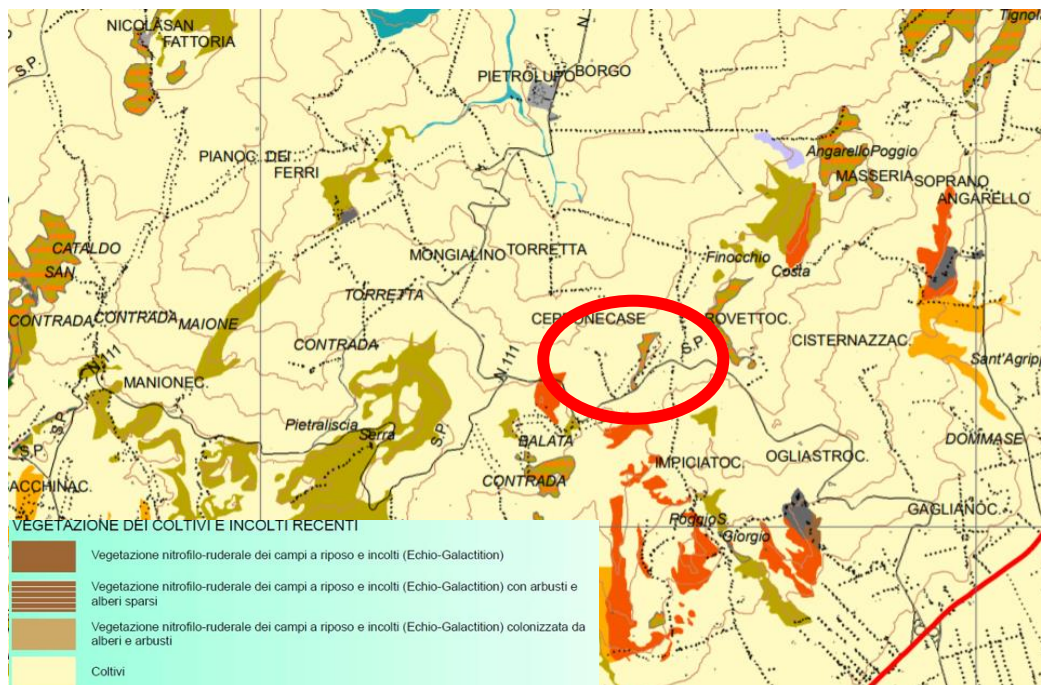 NICOLASAN
FATTORIA
S.P.
N.
Tignola
PIETROLUPO BORGO
PIANOC. DEI
FERRI
AngarelloPoggio
MASSERIA
SOPRANO
ANGARELLO
CATALDO
SAN.
MONGIALINO
TORRETTA
Finocchio
Costa
TORRETTA
CONTRADA
CONTRADA
MAIONE
CONTRADA
ROVETTOC.
S.P.
CISTERNAZZAC.
N.111
N.111
MANIONEC.
Sant'Agripp
Pietraliscia
Serra
S.P.
BALATA
S.P.
S.P.
DOMMASE
ACCHINAC.
CONTRADA
IMPICIATOC.
OGLIASTROC.
GAGLIANOC.
PoggioS.
Giorgio
VEGETAZIONE DEI COLTIVI E INCOLTI RECENTI
Vegetazione nitrofilo-ruderale dei campi a riposo e incolti (Echio-Galactition)
Vegetazione nitrofilo-ruderale dei campi a riposo e incolti (Echio-Galactition) con arbusti e
alberi sparsi
Vegetazione nitrofilo-ruderale dei campi a riposo e incolti (Echio-Galactition) colonizzata da
alberi e arbusti
Coltivi